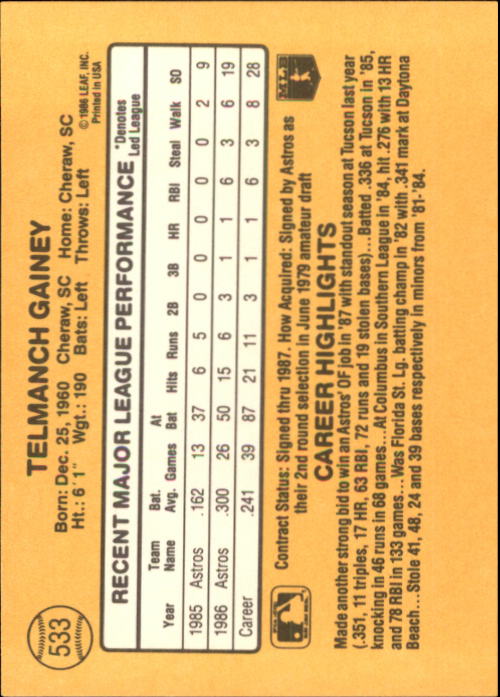 533
TELMANCH GAINEY
© 1986 LEAF, INC.
Printed in USA
Born: Dec. 25, 1960 Cheraw, SC Home: Cheraw, SC
Ht.: 6'1" Wgt.: 190 Bats: Left Throws: Left
RECENT MAJOR LEAGUE PERFORMANCE *Denotes Led League
Year Team Name Bat. Avg. Games At Bat Hits Runs 2B 3B HR RBI Steal Walk SO
1985 Astros .162 13 37 6 5 0 0 0 0 0 2 9
1986 Astros .300 26 50 15 6 3 1 1 6 3 6 19
Career .241 39 87 21 11 3 1 1 6 3 8 28
Contract Status: Signed thru 1987. How Acquired: Signed by Astros as
their 2nd round selection in June 1979 amateur draft
MLB
CAREER HIGHLIGHTS
Made another strong bid to win an Astros' OF job in '87 with standout season at Tucson last year
(.351, 11 triples, 17 HR, 63 RBI, 72 runs and 19 stolen bases)...Batted .336 at Tucson in '85,
knocking in 46 runs in 68 games...At Columbus in Southern League in '84, hit .276 with 13 HR
and 78 RBI in 133 games...Was Florida St. Lg. batting champ in '82 with .341 mark at Daytona
Beach...Stole 41, 48, 24 and 39 bases respectively in minors from '81-'84.